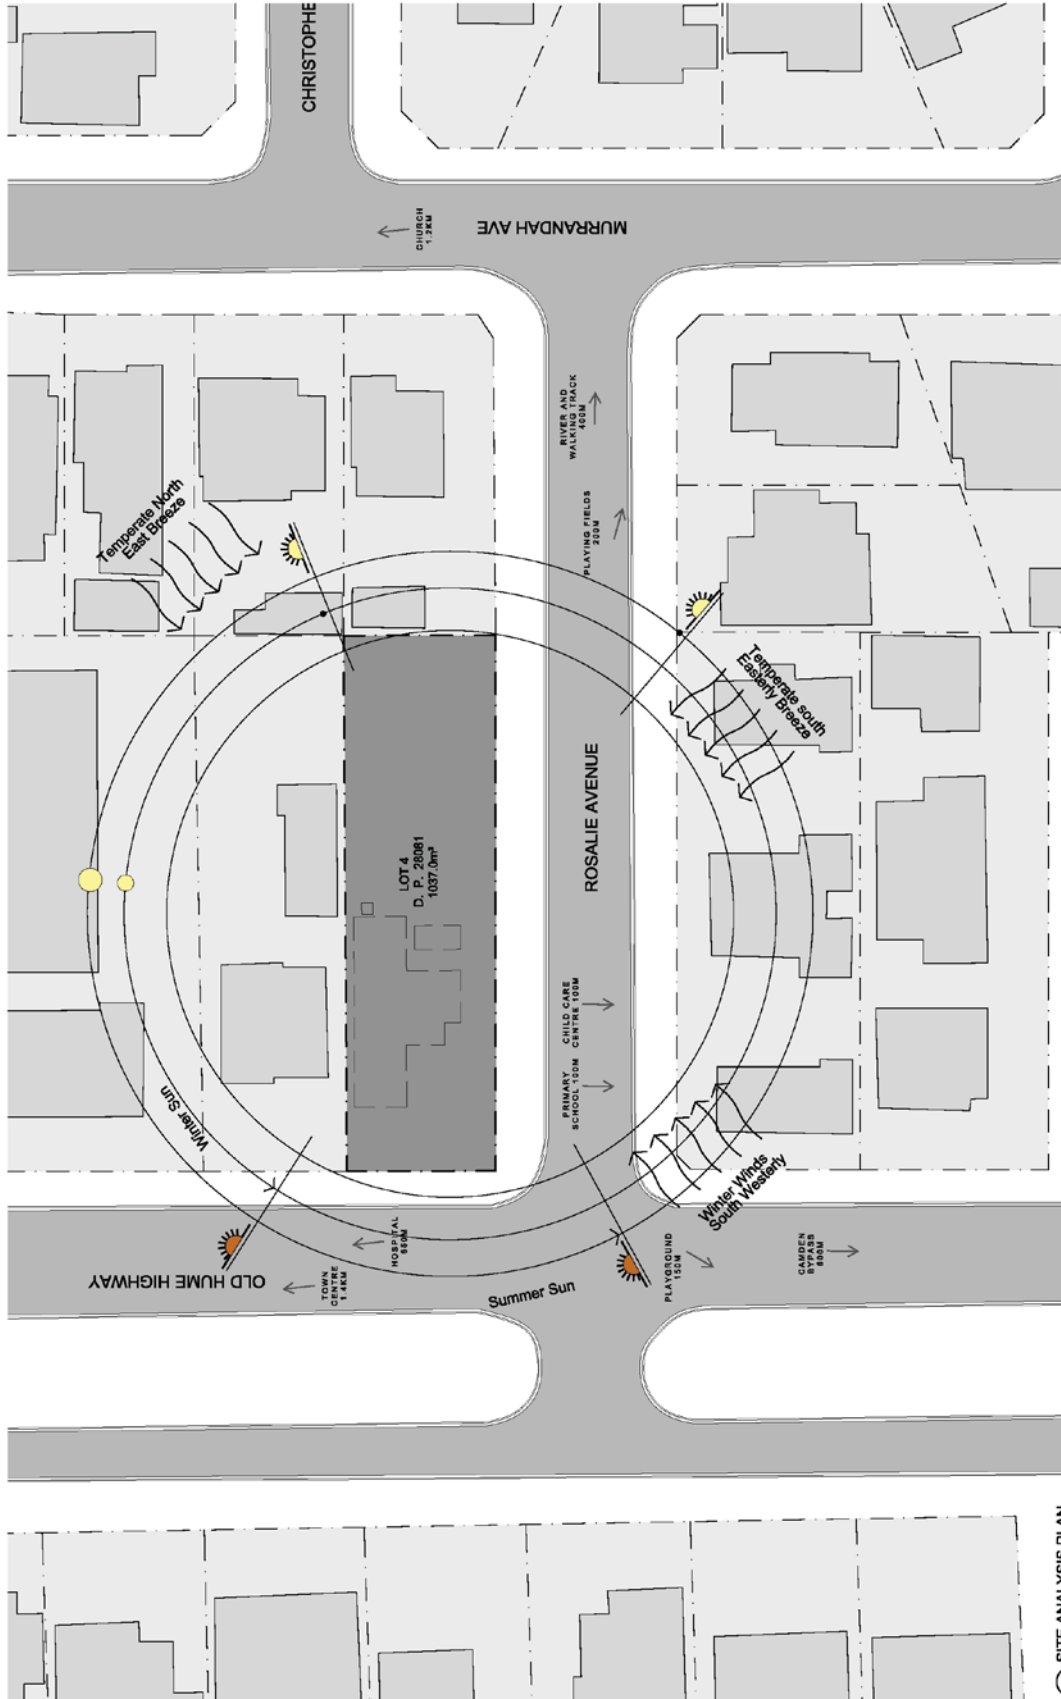 CHRISTOPHE
CHURCH
1.2KM
MURRANDAH AVE
RIVER AND
WALKING TRACK
400M
Temperate North
East Breeze
PLAYING FIELDS
200M
Temperate south
Easterly Breeze
ROSALIE AVENUE
LOT 4
D. P. 28081
1037.0m²
CHILD CARE
CENTRE 100M
PRIMARY
SCHOOL 100M
Winter Sun
Winter Winds
South Westerly
HOSPITAL
OLD HUME HIGHWAY
TOWN
CENTRE
1.4KM
Summer Sun
PLAYGROUND
150M
CAMDEN
BYPASS
600M
SITE ANALYSIS PLAN